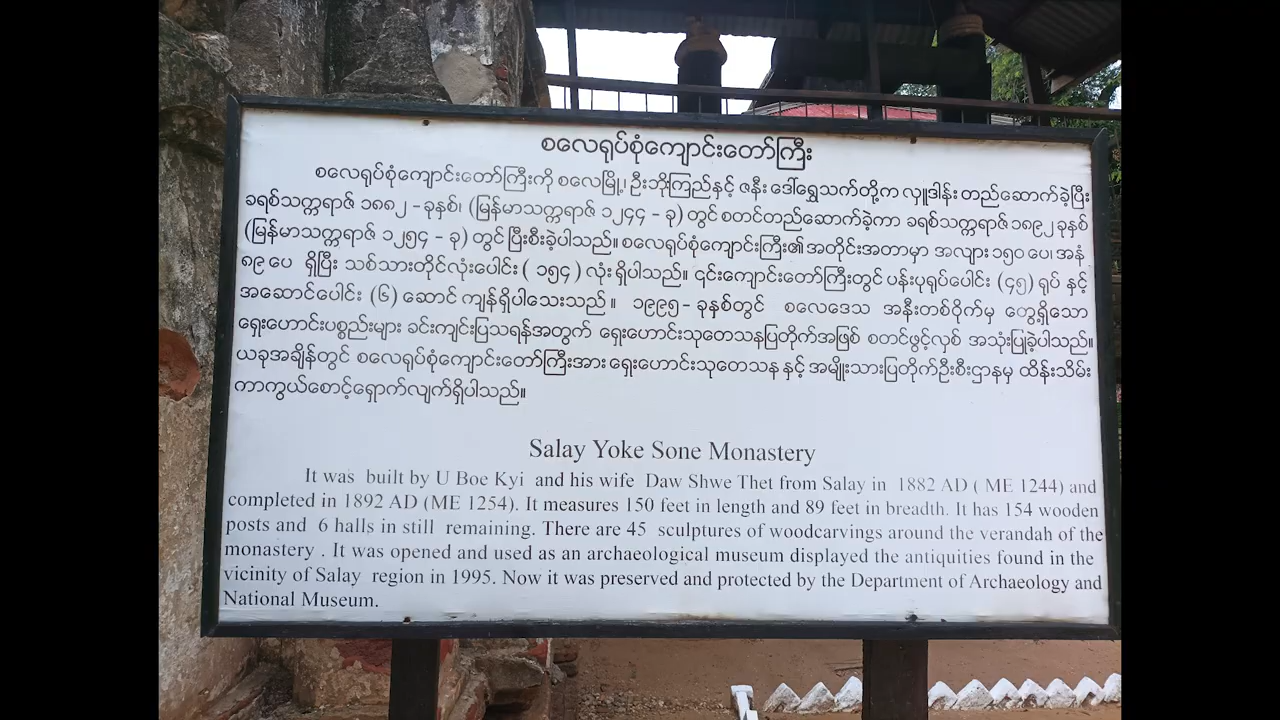 စလေရုပ်စုံကျောင်းတော်ကြီး
စလေရုပ်စုံကျောင်းတော်ကြီးကို စလေမြို့၊ ဦးဘိုးကြည်နှင့် ဇနီး ဒေါ်ရွှေသက်တို့က လှူဒါန်း တည်ဆောက်ခဲ့ပြီး
ခရစ်သက္ကရာဇ် ၁၈၈၂ - ခုနှစ်၊ (မြန်မာသက္ကရာဇ် ၁၂၄၄ - ခု) တွင် စတင်တည်ဆောက်ခဲ့ကာ ခရစ်သက္ကရာဇ် ၁၈၉၂ ခုနှစ်
(မြန်မာသက္ကရာဇ် ၁၂၅၄ - ခု) တွင် ပြီးစီးခဲ့ပါသည်။ စလေရုပ်စုံကျောင်းကြီး၏ အတိုင်းအတာမှာ အလျား ၁၅၀ ပေ၊ အနံ
၈၉ ပေ ရှိပြီး သစ်သားတိုင်လုံးပေါင်း ( ၁၅၄ ) လုံး ရှိပါသည်။ ၎င်းကျောင်းတော်ကြီးတွင် ပန်းပုရုပ်ပေါင်း (၄၅) ရုပ် နှင့်
အဆောင်ပေါင်း (၆) ဆောင် ကျန်ရှိပါသေးသည် ။ ၁၉၉၅ - ခုနှစ်တွင် စလေဒေသ အနီးတစ်ဝိုက်မှ တွေ့ရှိသော
ရှေးဟောင်းပစ္စည်းများ ခင်းကျင်းပြသရန်အတွက် ရှေးဟောင်းသုတေသနပြတိုက်အဖြစ် စတင်ဖွင့်လှစ် အသုံးပြုခဲ့ပါသည်။
ယခုအချိန်တွင် စလေရုပ်စုံကျောင်းတော်ကြီးအား ရှေးဟောင်းသုတေသန နှင့် အမျိုးသားပြတိုက်ဦးစီးဌာနမှ ထိန်းသိမ်း
ကာကွယ်စောင့်ရှောက်လျက်ရှိပါသည်။
Salay Yoke Sone Monastery
It was built by U Boe Kyi and his wife Daw Shwe Thet from Salay in 1882 AD ( ME 1244) and
completed in 1892 AD (ME 1254). It measures 150 feet in length and 89 feet in breadth. It has 154 wooden
posts and 6 halls in still remaining. There are 45 sculptures of woodcarvings around the verandah of the
monastery . It was opened and used as an archaeological museum displayed the antiquities found in the
vicinity of Salay region in 1995. Now it was preserved and protected by the Department of Archaeology and
National Museum.